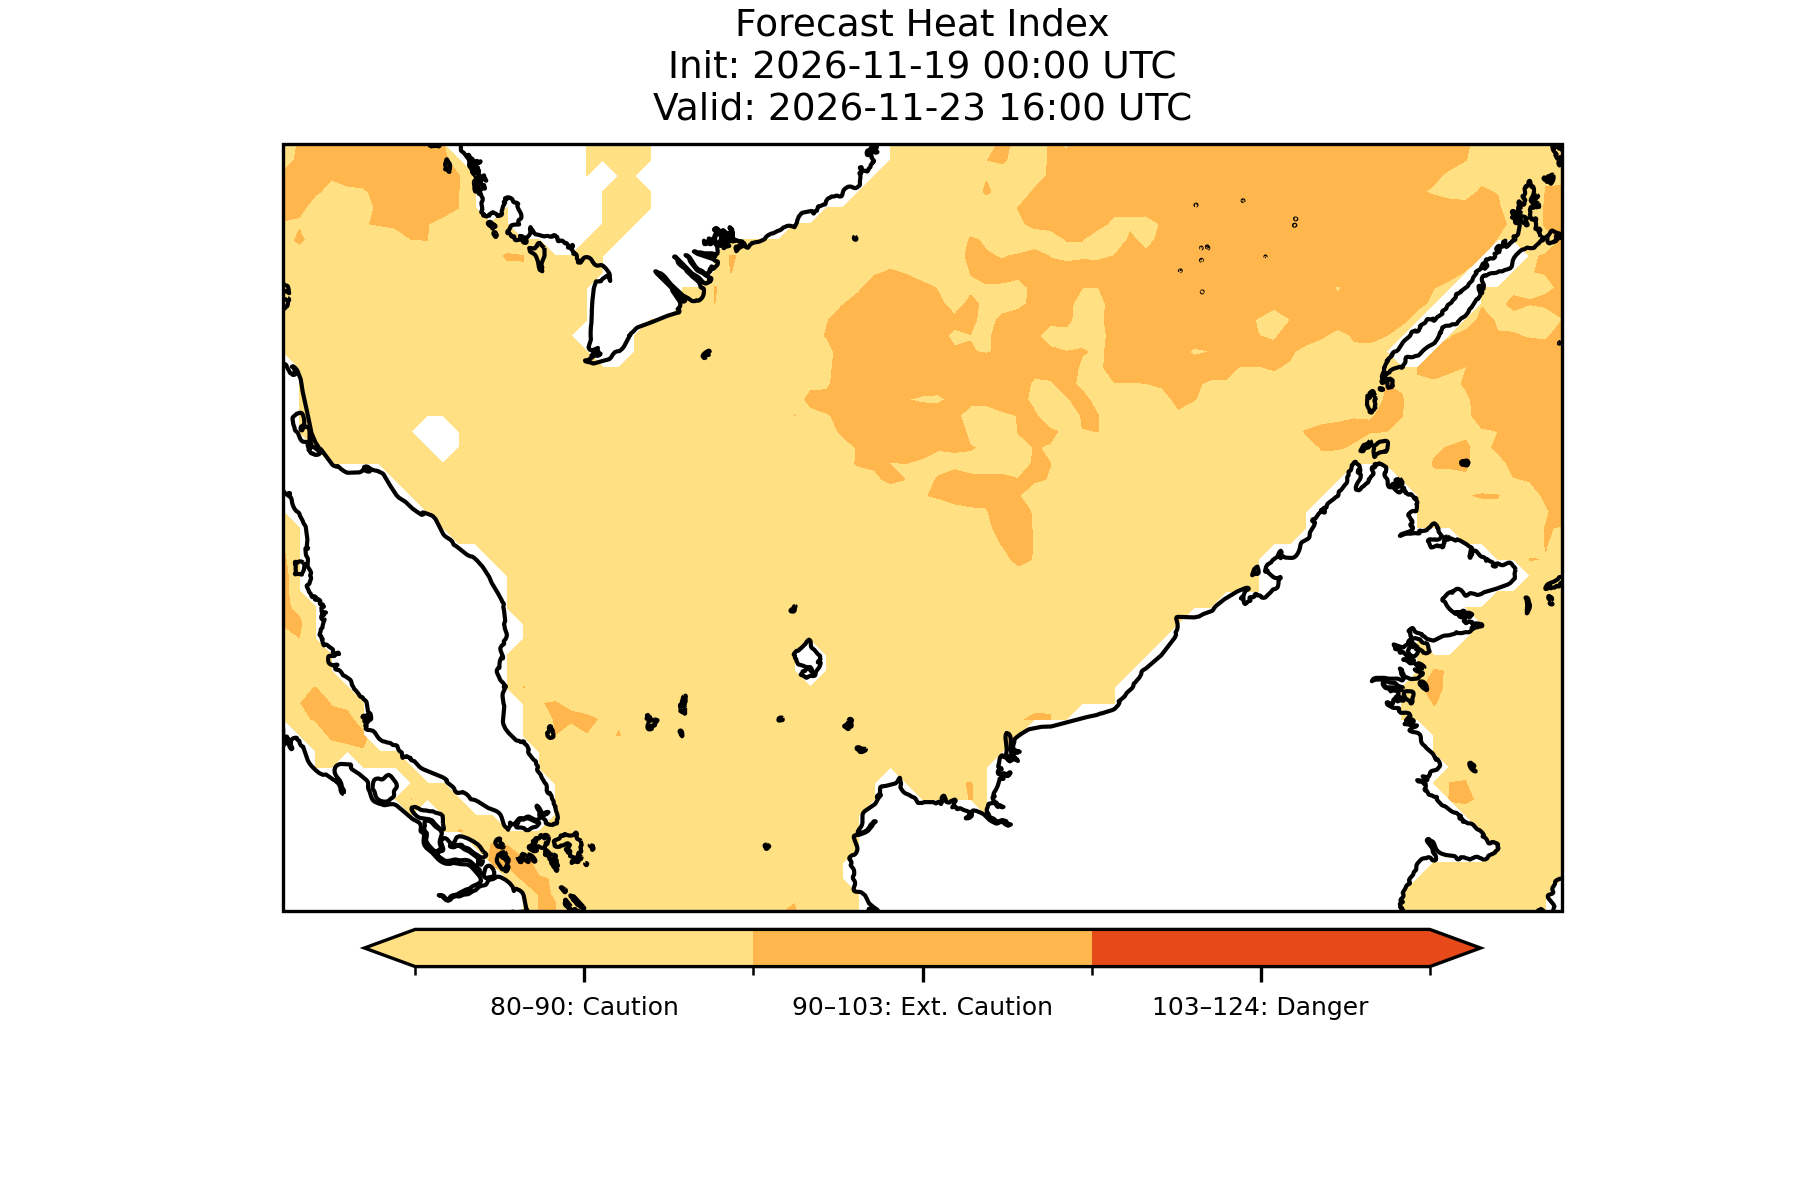 Forecast Heat Index
Init: 2026-11-19 00:00 UTC
Valid: 2026-11-23 16:00 UTC
80–90: Caution
90–103: Ext. Caution
103–124: Danger